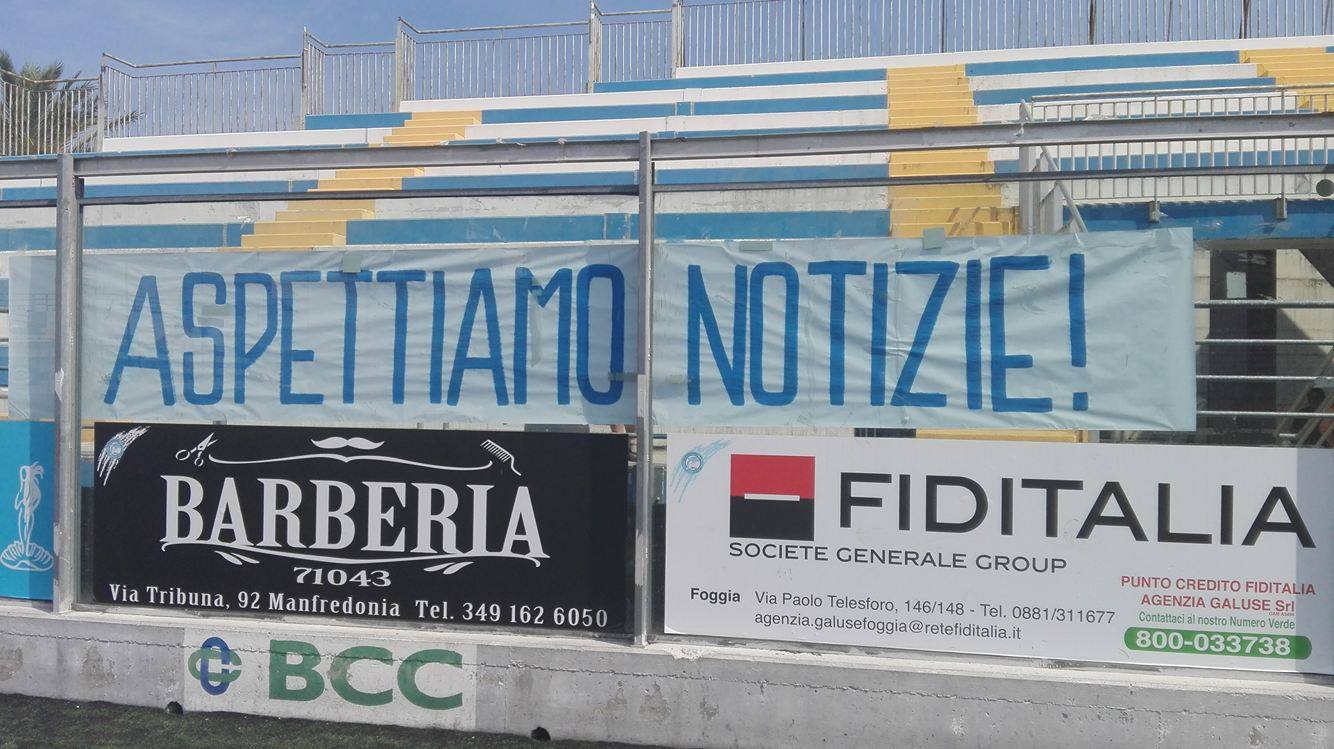 ASPETTIAMO NOTIZIE!
BARBERIA
71043
Via Tribuna, 92 Manfredonia Tel. 349 162 6050
FIDITALIA
SOCIETE GENERALE GROUP
Foggia Via Paolo Telesforo, 146/148 - Tel. 0881/311677
agenzia.galusefoggia@retefiditalia.it
PUNTO CREDITO FIDITALIA
AGENZIA GALUSE Srl
Contattaci al nostro Numero Verde
800-033738
BCC